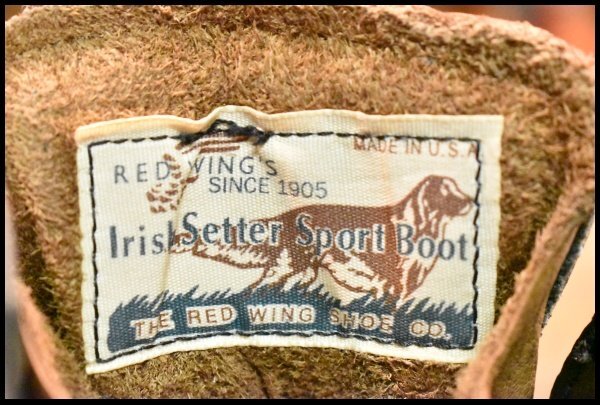 MADE IN U.S.A
RED WING'S
SINCE 1905
Irish Setter Sport Boot
THE RED WING SHOE CO.